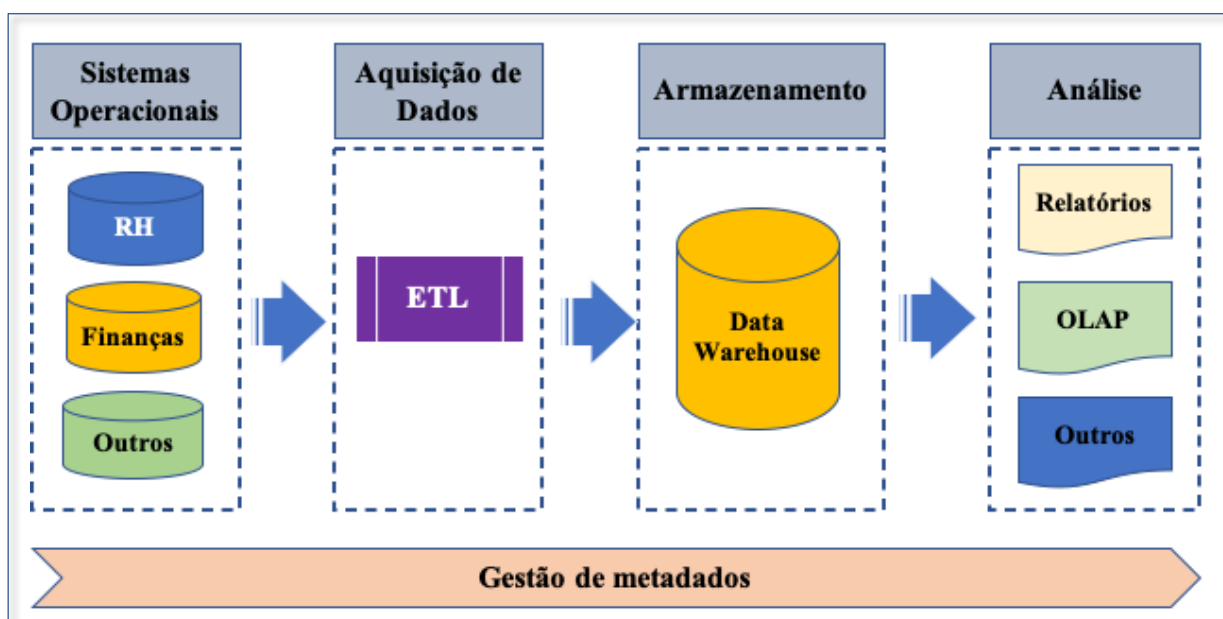 Sistemas
Operacionais
Aquisição de
Dados
Armazenamento
Análise
RH
Finanças
Outros
ETL
Data
Warehouse
Relatórios
OLAP
Outros
Gestão de metadados